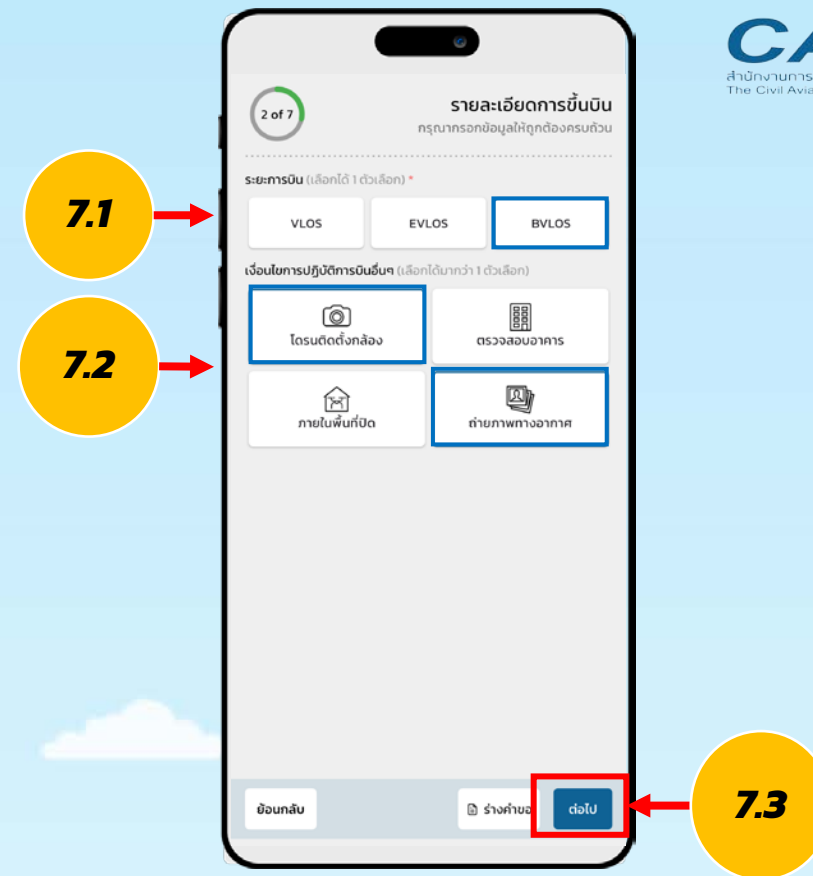 CA
สำนักงานการ
The Civil Avia
2 of 7
รายละเอียดการขึ้นบิน
กรุณากรอกข้อมูลให้ถูกต้องครบถ้วน
7.1
ระยะการบิน (เลือกได้ 1 ตัวเลือก) *
VLOS
EVLOS
BVLOS
เงื่อนไขการปฏิบัติการบินอื่นๆ (เลือกได้มากกว่า 1 ตัวเลือก)
7.2
โดรนติดตั้งกล้อง
ตรวจสอบอาคาร
ภายในพื้นที่ปิด
ถ่ายภาพทางอากาศ
ย้อนกลับ
ร่างคำขอ
ต่อไป
7.3